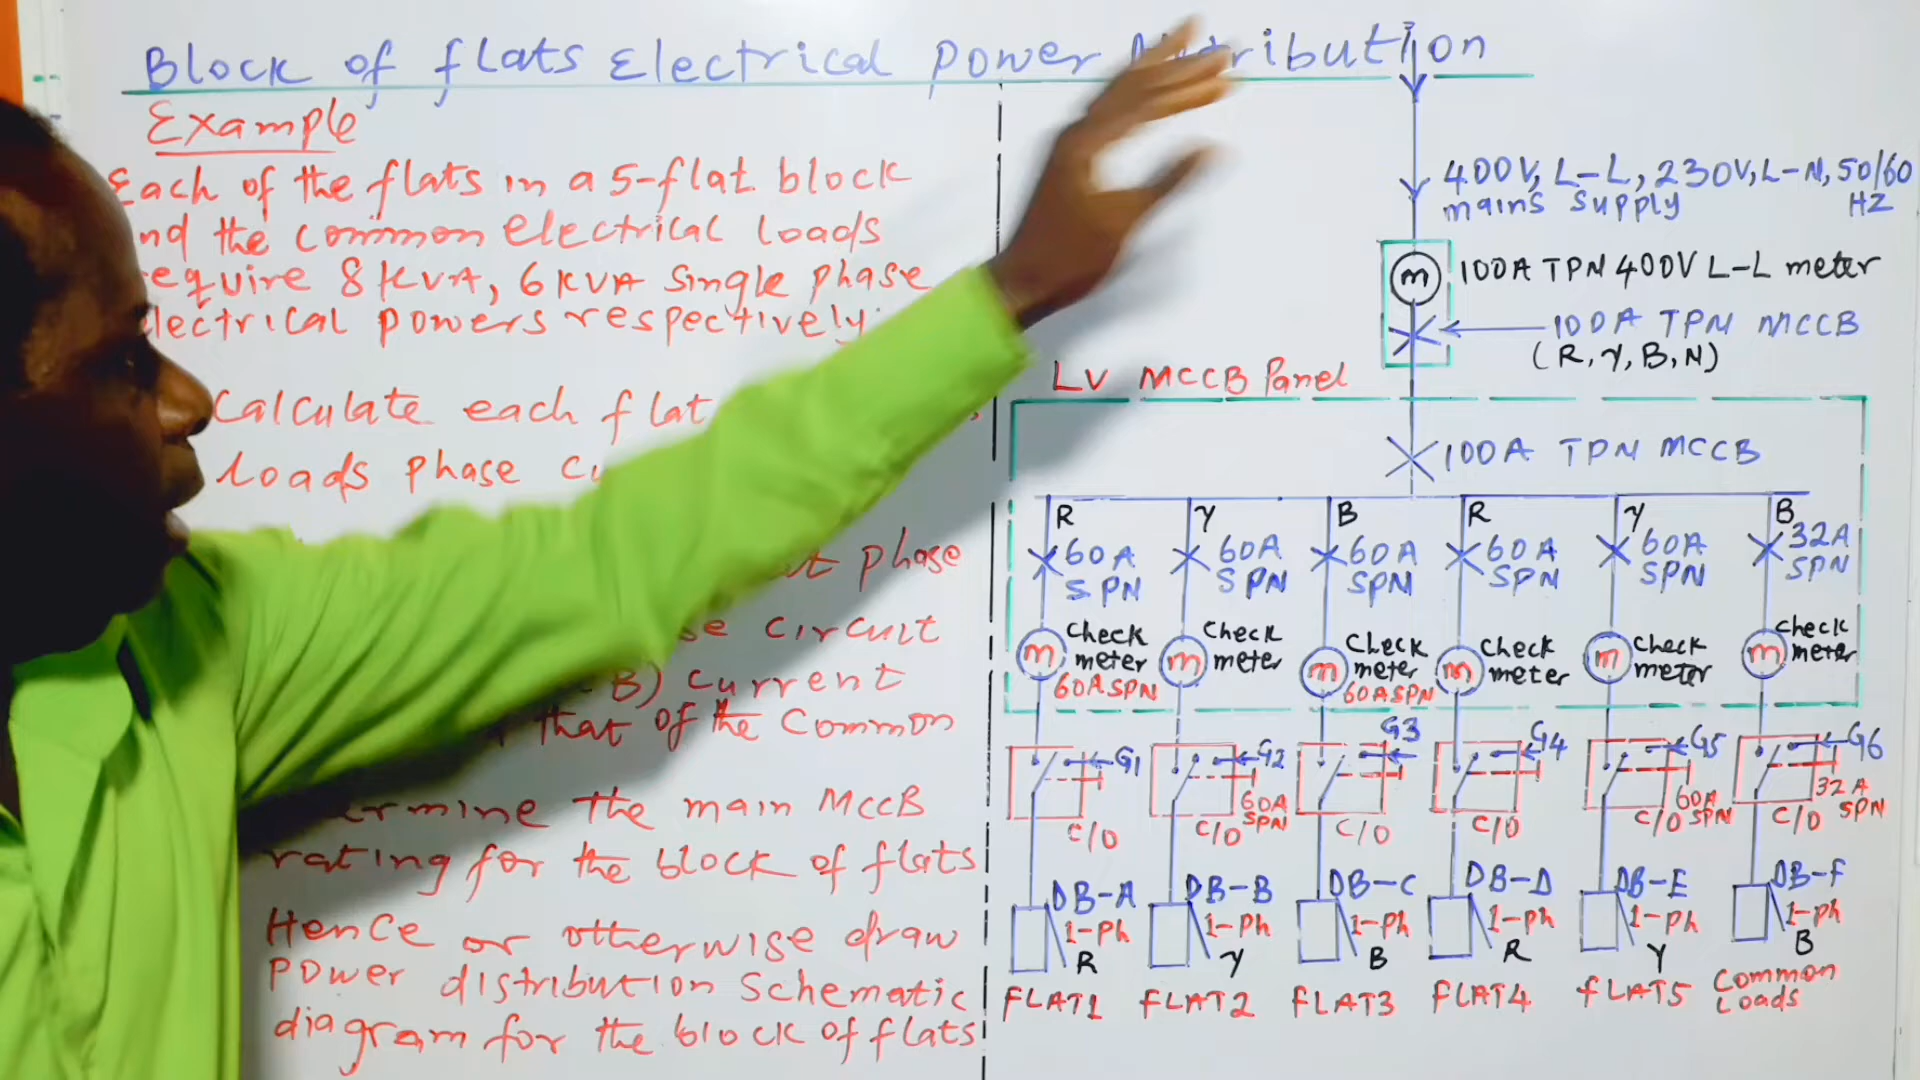 Block of flats Electrical Power
Example
Each of the flats in a 5-flat block
the common electrical loads
8KVA, 6KVA single phase
powers respectively
Calculate each flat
loads phase
phase
circuit
current
that of the common
the main MCCB
rating for the block of flats
Hence or otherwise draw
power distribution schematic
diagram for the block of flats
400V, L-L, 230V, L-N, 50/60
mains supply HZ
m 100A TPN 400V L-L meter
100A TPN MCCB
(R, Y, B, N)
LV MCCB Panel
100A TPN MCCB
R Y B R Y B
60A 60A 60A 60A 60A 32A
SPN SPN SPN SPN SPN SPN
m check meter 60A SPN
m check meter
m check meter 60A SPN
m check meter
m check meter
m check meter
G1 G2 G3 G4 G5 G6
60A SPN 60A SPN 32A SPN
C/O C/O C/O C/O C/O C/O
DB-A DB-B DB-C DB-D DB-E DB-F
1-ph 1-ph 1-ph 1-ph 1-ph 1-ph
R Y B R Y B
FLAT1 FLAT2 FLAT3 FLAT4 FLAT5 Common Loads